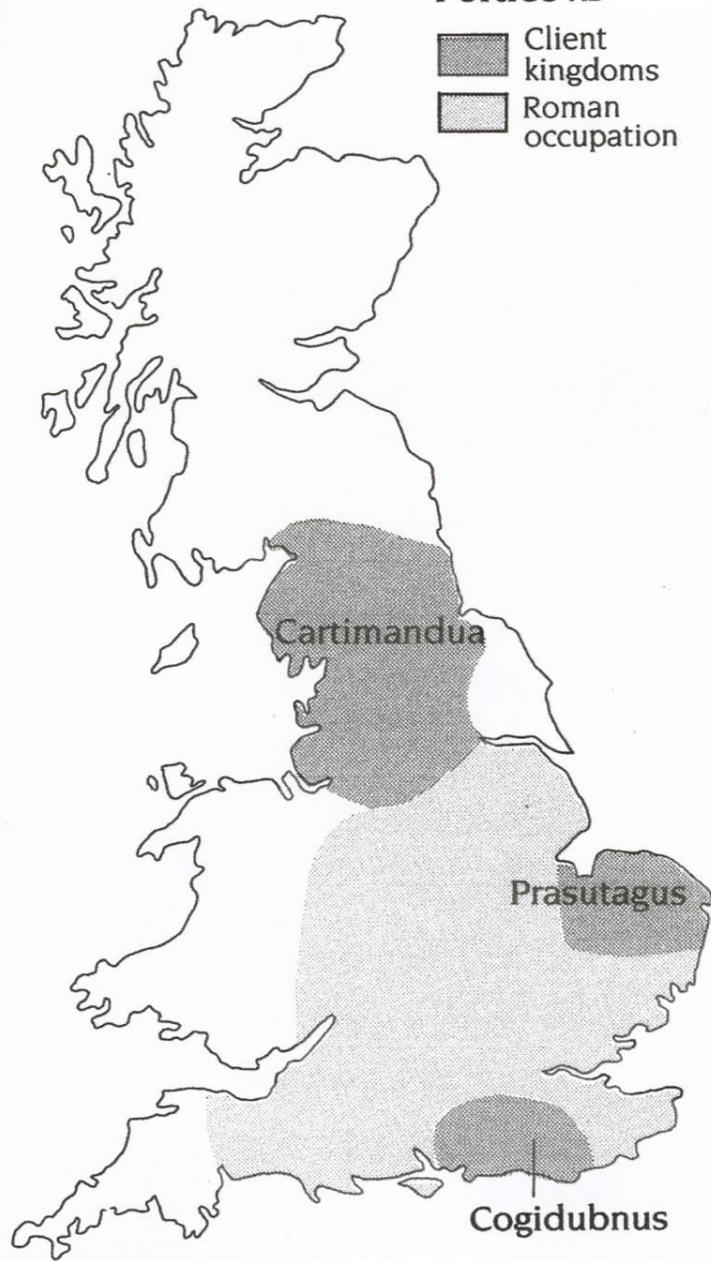 Client
kingdoms
Roman
occupation
Cartimandua
Prasutagus
Cogidubnus